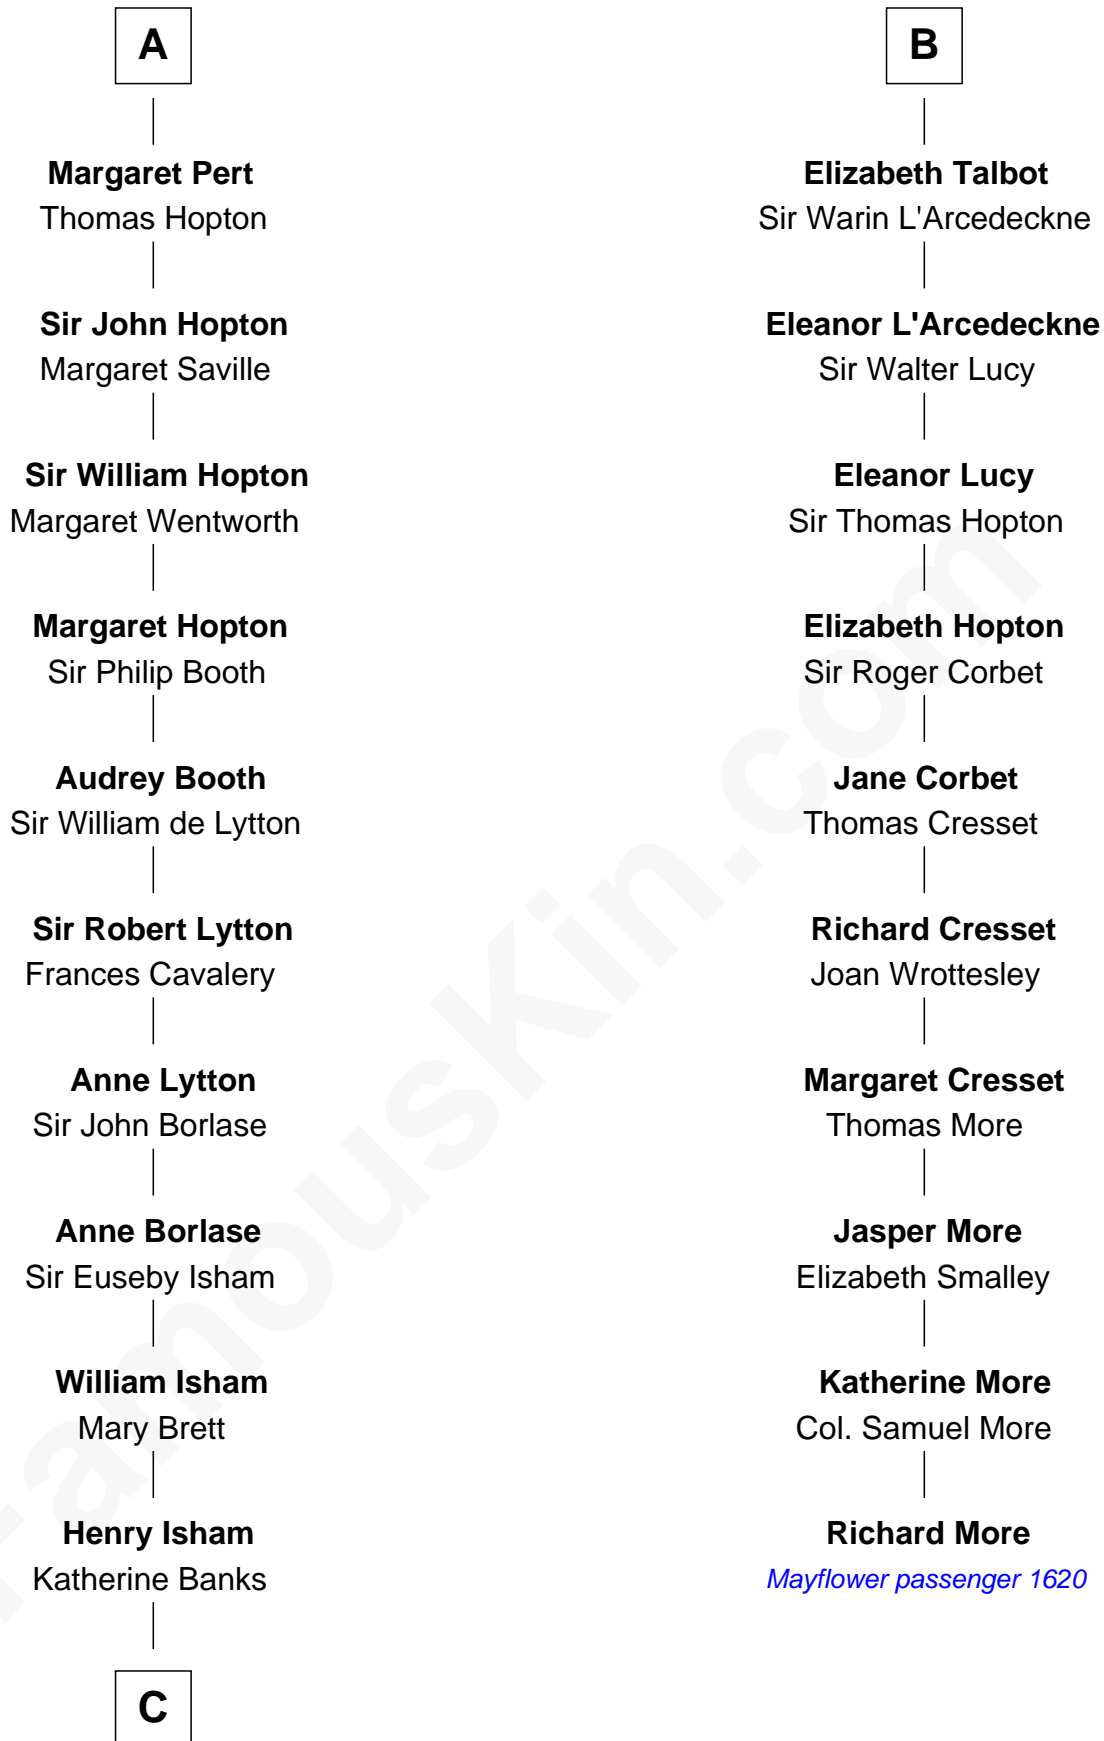 A
Margaret Pert
Thomas Hopton
Sir John Hopton
Margaret Saville
Sir William Hopton
Margaret Wentworth
Margaret Hopton
Sir Philip Booth
Audrey Booth
Sir William de Lytton
Sir Robert Lytton
Frances Cavalery
Anne Lytton
Sir John Borlase
Anne Borlase
Sir Euseby Isham
William Isham
Mary Brett
Henry Isham
Katherine Banks
C
B
Elizabeth Talbot
Sir Warin L'Arcedeckne
Eleanor L'Arcedeckne
Sir Walter Lucy
Eleanor Lucy
Sir Thomas Hopton
Elizabeth Hopton
Sir Roger Corbet
Jane Corbet
Thomas Cresset
Richard Cresset
Joan Wrottesley
Margaret Cresset
Thomas More
Jasper More
Elizabeth Smalley
Katherine More
Col. Samuel More
Richard More
Mayflower passenger 1620
FamousKin.com